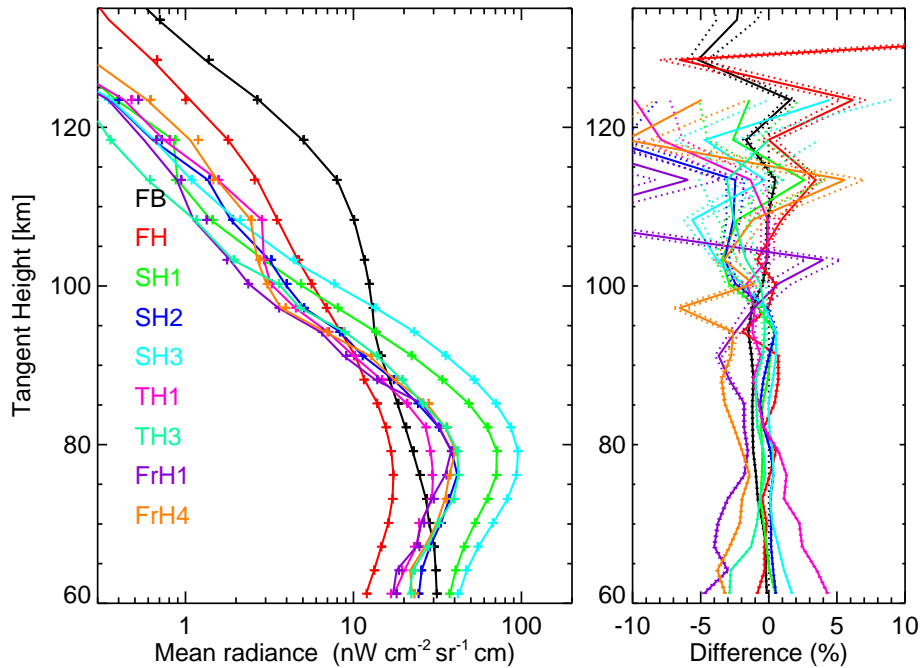 Tangent Height [km]
120
100
80
60
FB
FH
SH1
SH2
SH3
TH1
TH3
FrH1
FrH4
1
10
100
Mean radiance (nW cm-2 sr-1 cm)
120
100
80
60
-10
-5
0
5
10
Difference (%)